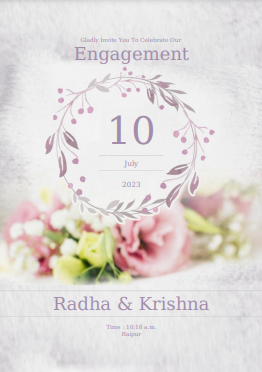 Gladly Invite You To Celebrate Our
Engagement
10
July
2023
Radha & Krishna
Time : 10:10 a.m.
Raipur